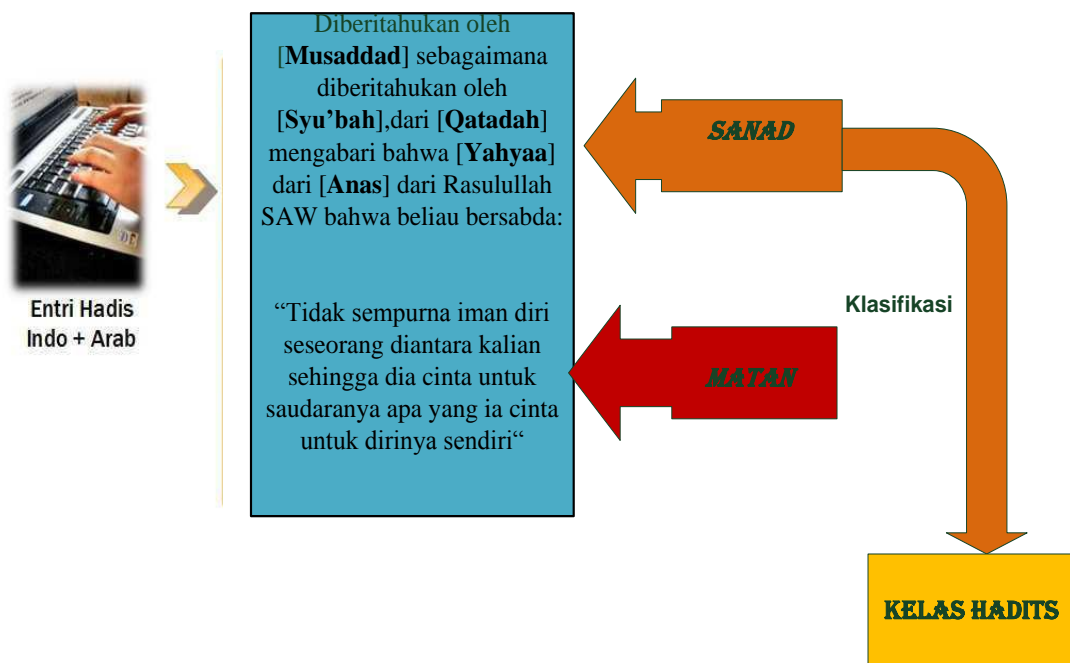 Diberitahukan oleh
[Musaddad] sebagaimana
diberitahukan oleh
[Syu’bah],dari [Qatadah]
mengabari bahwa [Yahyaa]
dari [Anas] dari Rasulullah
SAW bahwa beliau bersabda:
“Tidak sempurna iman diri
seseorang diantara kalian
sehingga dia cinta untuk
saudaranya apa yang ia cinta
untuk dirinya sendiri“
Entri Hadis
Indo + Arab
SANAD
MATAN
Klasifikasi
KELAS HADITS